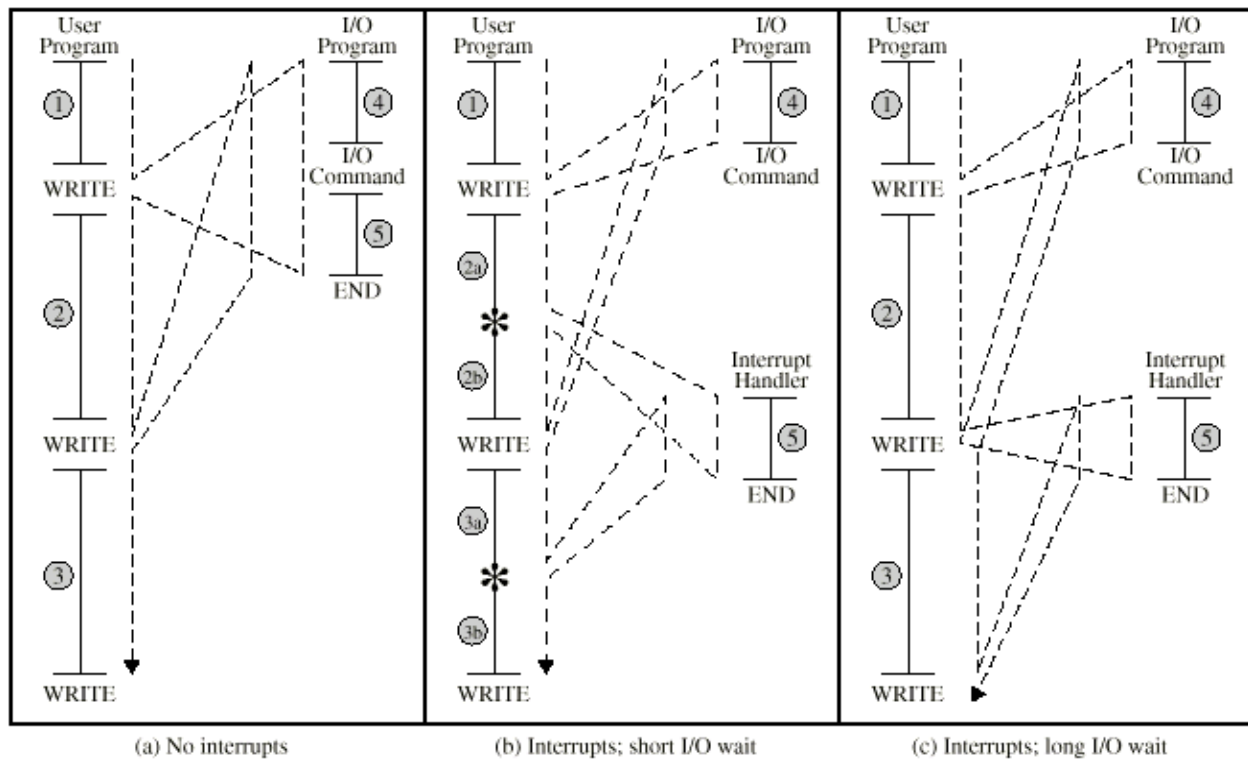 User
Program
I/O
Program
1
4
I/O
Command
WRITE
5
END
2
WRITE
3
WRITE
(a) No interrupts
User
Program
I/O
Program
1
4
I/O
Command
WRITE
2a
*
2b
Interrupt
Handler
5
END
WRITE
3a
*
3b
WRITE
(b) Interrupts; short I/O wait
User
Program
I/O
Program
1
4
I/O
Command
WRITE
2
Interrupt
Handler
5
END
WRITE
3
WRITE
(c) Interrupts; long I/O wait